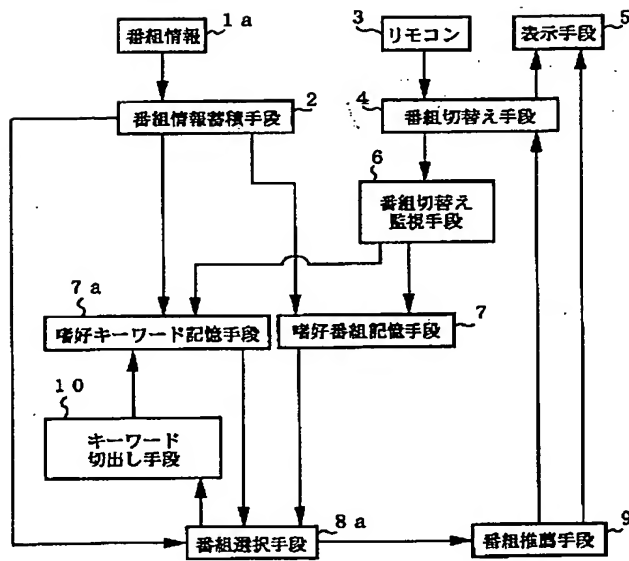 1a
3
5
番組情報
リモコン
表示手段
2
4
番組情報蓄積手段
番組切替え手段
6
番組切替え
監視手段
7a
7
嗜好キーワード記憶手段
嗜好番組記憶手段
10
キーワード
切出し手段
8a
9
番組選択手段
番組推薦手段